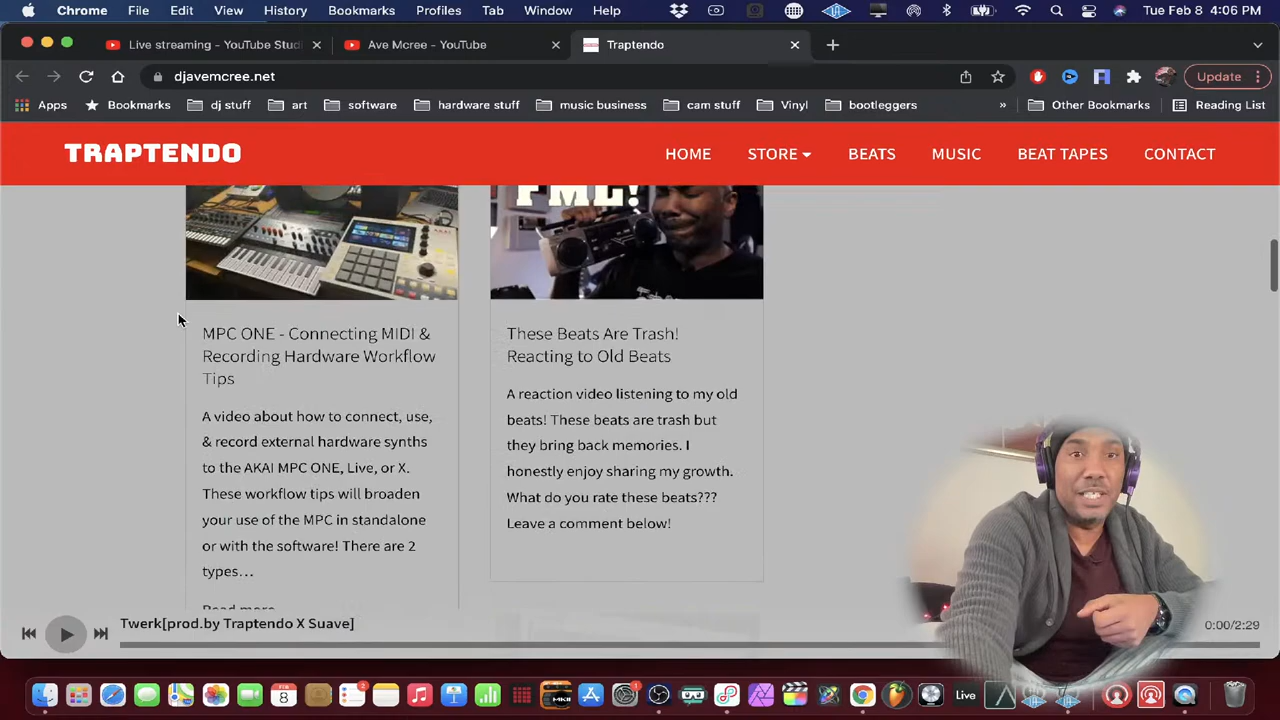 Chrome File Edit View History Bookmarks Profiles Tab Window Help Tue Feb 8 4:06 PM
Live streaming - YouTube Stud Ave Mcree - YouTube Traptendo
djavemcree.net Update
Apps Bookmarks dj stuff art software hardware stuff music business cam stuff Vinyl bootleggers » Other Bookmarks Reading List
TRAPTENDO HOME STORE BEATS MUSIC BEAT TAPES CONTACT
FML!
MPC ONE - Connecting MIDI &
Recording Hardware Workflow
Tips
A video about how to connect, use,
& record external hardware synths
to the AKAI MPC ONE, Live, or X.
These workflow tips will broaden
your use of the MPC in standalone
or with the software! There are 2
types…
Read more
These Beats Are Trash!
Reacting to Old Beats
A reaction video listening to my old
beats! These beats are trash but
they bring back memories. I
honestly enjoy sharing my growth.
What do you rate these beats???
Leave a comment below!
Twerk[prod.by Traptendo X Suave] 0:00/2:29
FEB
8
Live